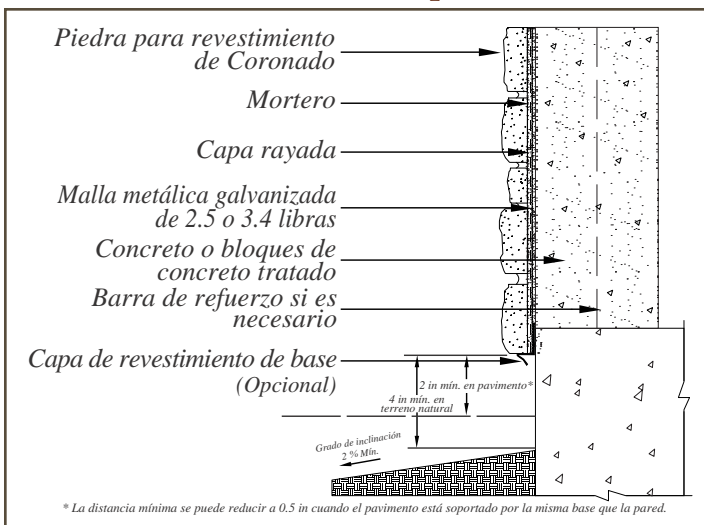 Piedra para revestimiento
de Coronado
Mortero
Capa rayada
Malla metálica galvanizada
de 2.5 o 3.4 libras
Concreto o bloques de
concreto tratado
Barra de refuerzo si es
necesario
Capa de revestimiento de base
(Opcional)
2 in mín. en pavimento*
4 in mín. en
terreno natural
Grado de inclinación
2 % Mín.
* La distancia mínima se puede reducir a 0.5 in cuando el pavimento está soportado por la misma base que la pared.